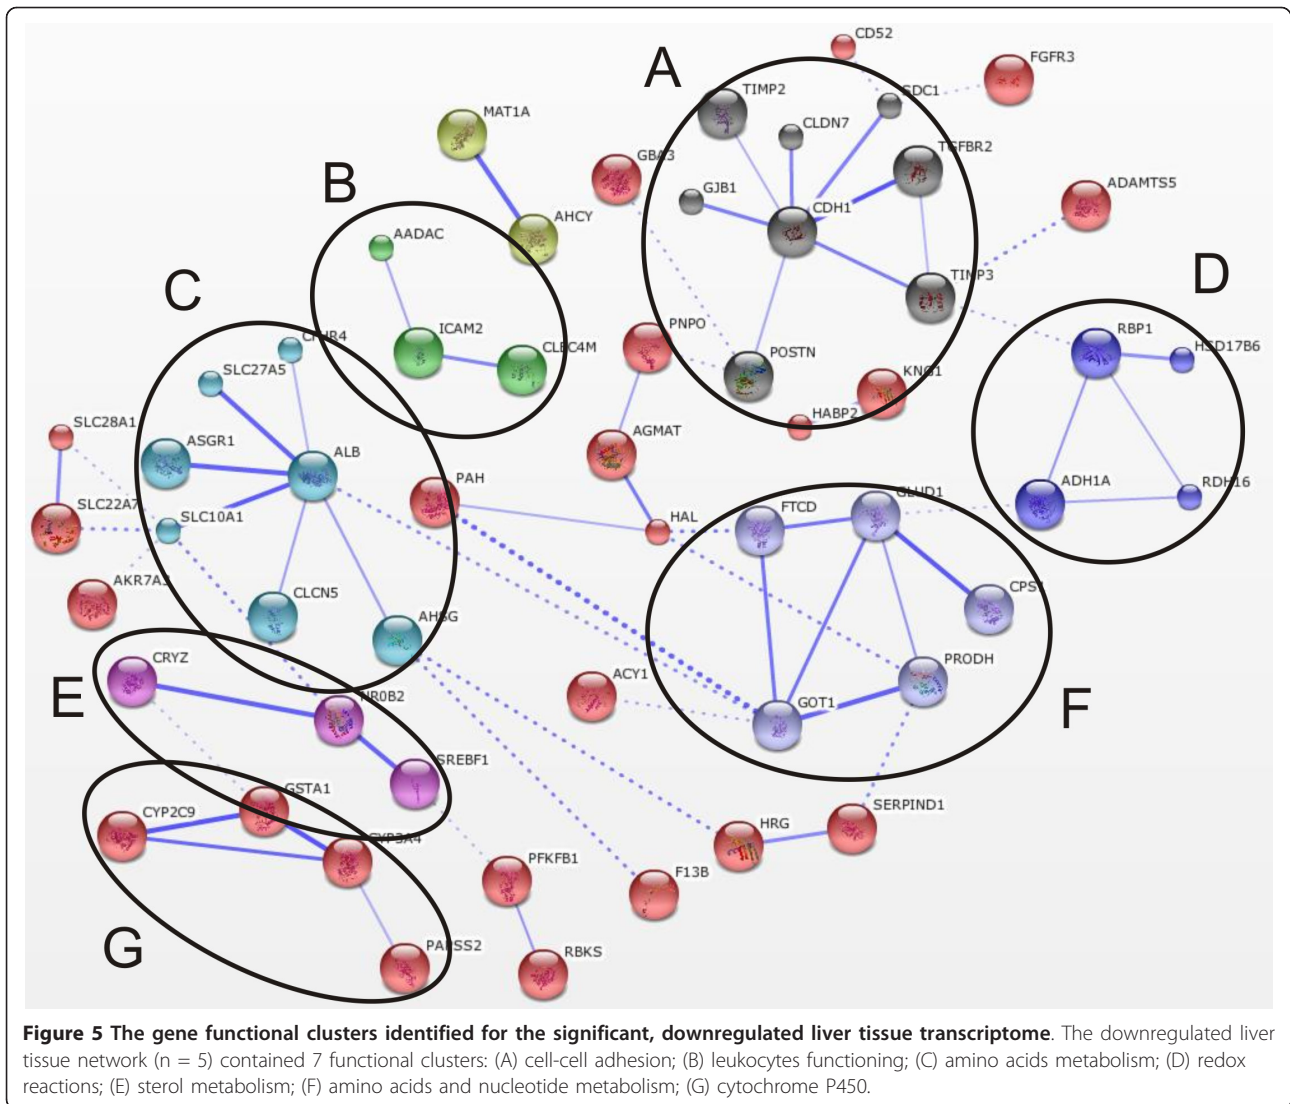 CD52
A
FGFR3
TIMP2
SDC1
MAT1A
CLDN7
TGFBR2
GBA3
B
ADAMTS5
GJB1
CDH1
AHCY
AADAC
D
TIMP3
C
PNPO
ICAM2
RBP1
CFHR4
CLEC4M
HSD17B6
SLC27A5
POSTN
KNG1
HABP2
SLC28A1
AGMAT
ASGR1
ALB
PAH
ADH1A
RDH16
GLUD1
SLC22A7
FTCD
SLC10A1
HAL
AKR7A3
CPS1
CLCN5
AHSG
CRYZ
PRODH
ACY1
E
NR0B2
GOT1
F
SREBF1
GSTA1
CYP2C9
SERPIND1
HRG
CYP3A4
PFKFB1
F13B
G
PAPSS2
RBKS
Figure 5 The gene functional clusters identified for the significant, downregulated liver tissue transcriptome. The downregulated liver
tissue network (n = 5) contained 7 functional clusters: (A) cell-cell adhesion; (B) leukocytes functioning; (C) amino acids metabolism; (D) redox
reactions; (E) sterol metabolism; (F) amino acids and nucleotide metabolism; (G) cytochrome P450.